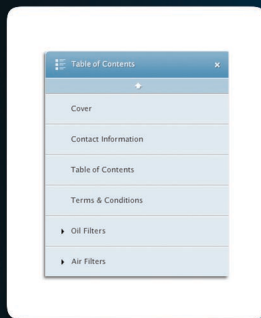 Table of Contents
Cover
Contact Information
Table of Contents
Terms & Conditions
Oil Filters
Air Filters